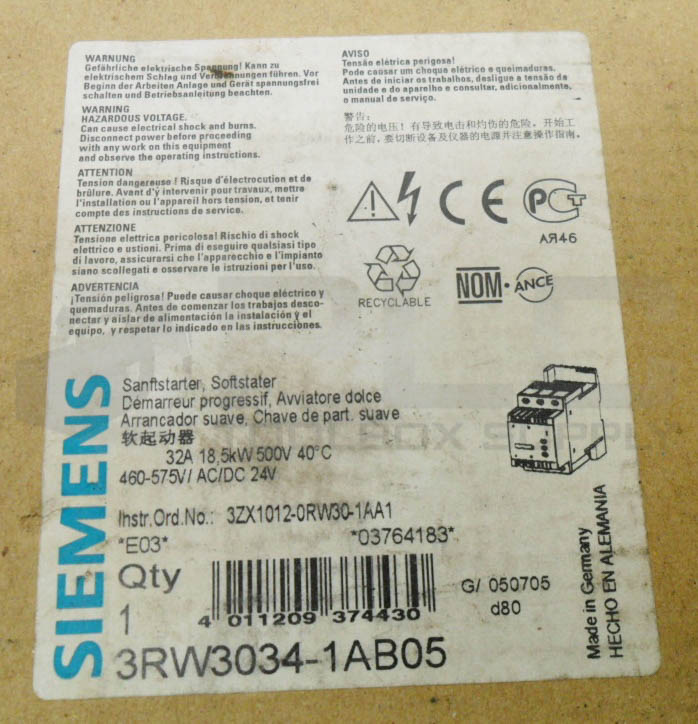 WARNUNG
Gefährliche elektrische Spannung! Kann zu
elektrischem Schlag und Verbrennungen führen. Vor
Beginn der Arbeiten Anlage und Gerät spannungsfrei
schalten und Betriebsanleitung beachten.
WARNING
HAZARDOUS VOLTAGE.
Can cause electrical shock and burns.
Disconnect power before proceeding
with any work on this equipment
and observe the operating instructions.
ATTENTION
Tension dangereuse ! Risque d'électrocution et de
brûlure. Avant d'y intervenir pour travaux, mettre
l'installation ou l'appareil hors tension, et tenir
compte des instructions de service.
ATTENZIONE
Tensione elettrica pericolosa! Rischio di shock
elettrico e ustioni. Prima di eseguire qualsiasi tipo
di lavoro, assicurarsi che l'apparecchio e l'impianto
siano scollegati e osservare le istruzioni per l'uso.
ADVERTENCIA
¡Tensión peligrosa! Puede causar choque eléctrico y
quemaduras. Antes de comenzar los trabajos desco-
nectar y aislar de alimentación la instalación y el
equipo, y respetar lo indicado en las instrucciones.
AVISO
Tensão elétrica perigosa!
Pode causar um choque elétrico e queimaduras.
Antes de iniciar os trabalhos, desligue a tensão da
unidade e do aparelho e consultar, adicionalmente,
o manual de serviço.
警告:
危险的电压! 有导致电击和灼伤的危险。开始工
作之前, 要切断设备及仪器的电源并注意操作指南。
CE
РСТ
АЯ46
RECYCLABLE
NOM·ANCE
SIEMENS
Sanftstarter, Softstater
Démarreur progressif, Avviatore dolce
Arrancador suave, Chave de part. suave
软起动器
32A 18,5kW 500V 40°C
460-575V/ AC/DC 24V
Instr.Ord.No.: 3ZX1012-0RW30-1AA1
*E03* *03764183*
Qty
1
4 011209 374430
G/ 050705
d80
Made in Germany
HECHO EN ALEMANIA
3RW3034-1AB05